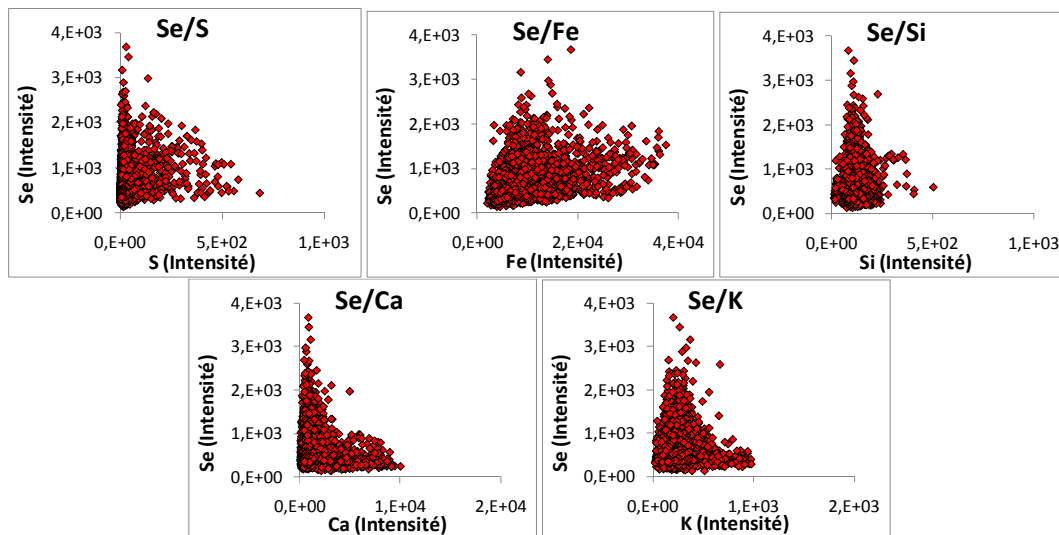 Se/S
4,E+03
3,E+03
2,E+03
1,E+03
0,E+00
Se (Intensité)
0,E+00 5,E+02 1,E+03
S (Intensité)
Se/Fe
4,E+03
3,E+03
2,E+03
1,E+03
0,E+00
Se (Intensité)
0,E+00 2,E+04 4,E+04
Fe (Intensité)
Se/Si
4,E+03
3,E+03
2,E+03
1,E+03
0,E+00
Se (Intensité)
0,E+00 5,E+02 1,E+03
Si (Intensité)
Se/Ca
4,E+03
3,E+03
2,E+03
1,E+03
0,E+00
Se (Intensité)
0,E+00 1,E+04 2,E+04
Ca (Intensité)
Se/K
4,E+03
3,E+03
2,E+03
1,E+03
0,E+00
Se (Intensité)
0,E+00 1,E+03 2,E+03
K (Intensité)